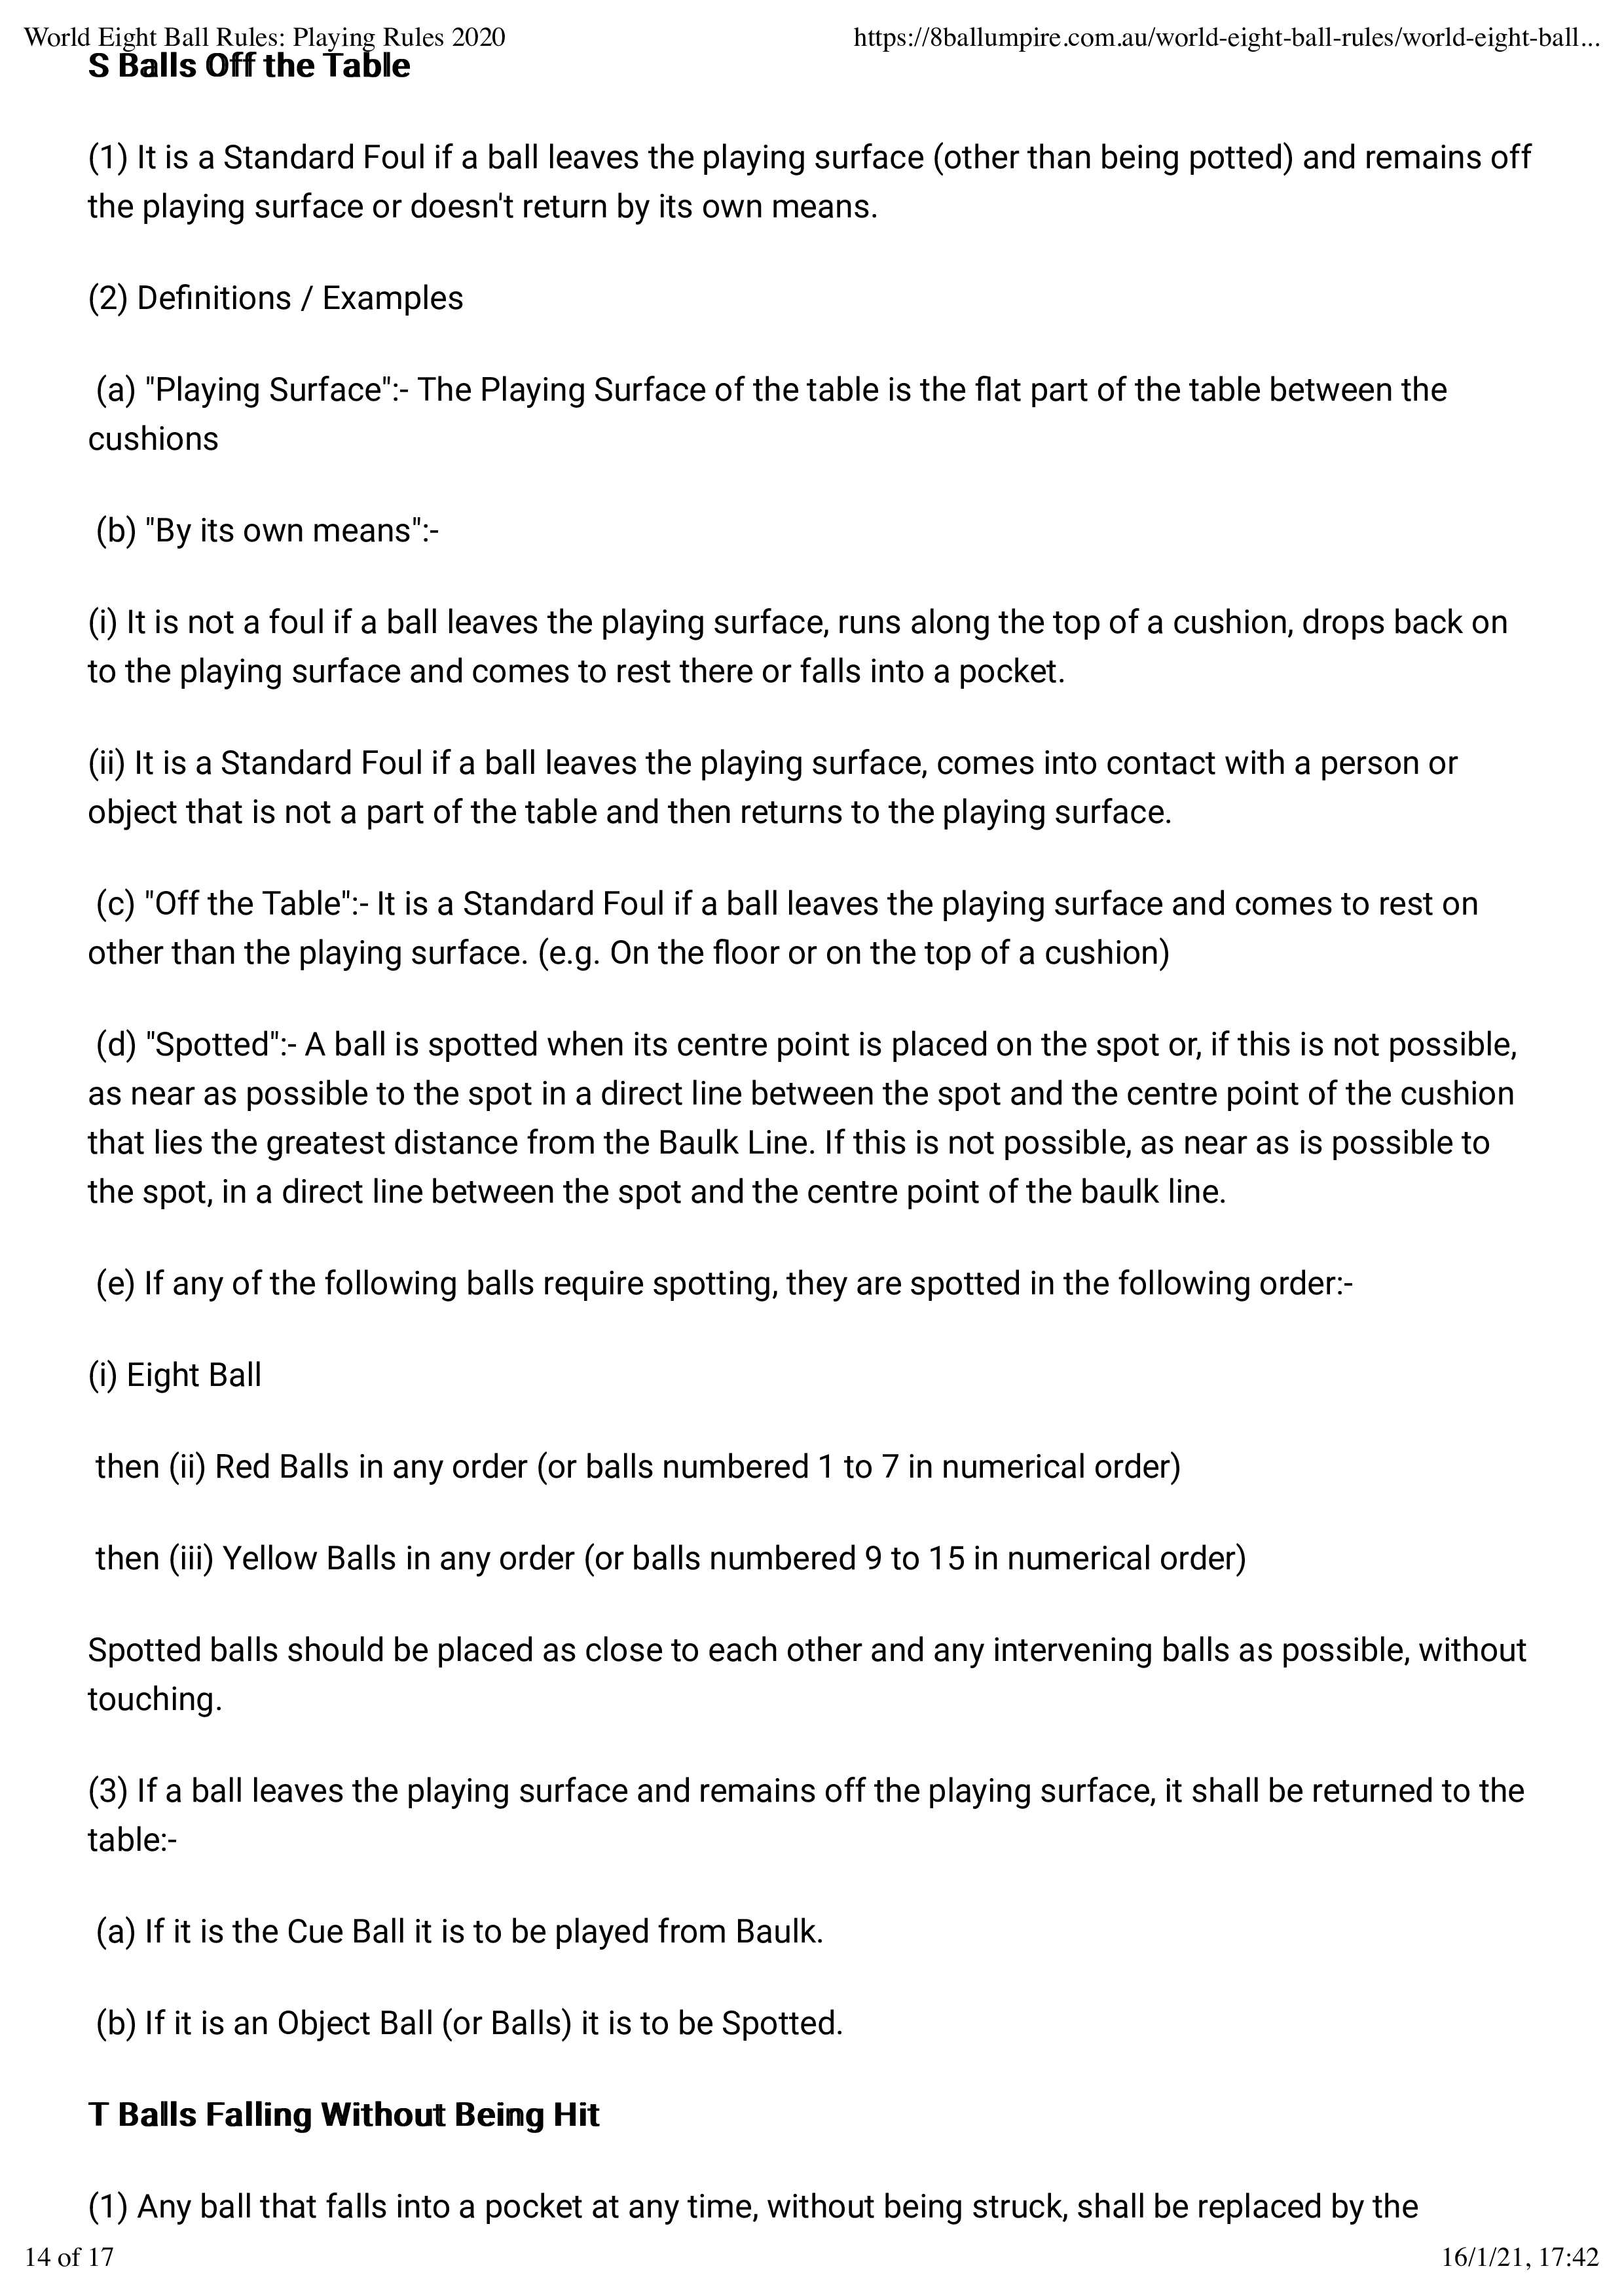 World Eight Ball Rules: Playing Rules 2020 https://8ballumpire.com.au/world-eight-ball-rules/world-eight-ball...
S Balls Off the Table
(1) It is a Standard Foul if a ball leaves the playing surface (other than being potted) and remains off
the playing surface or doesn't return by its own means.
(2) Definitions / Examples
(a) "Playing Surface":- The Playing Surface of the table is the flat part of the table between the
cushions
(b) "By its own means":-
(i) It is not a foul if a ball leaves the playing surface, runs along the top of a cushion, drops back on
to the playing surface and comes to rest there or falls into a pocket.
(ii) It is a Standard Foul if a ball leaves the playing surface, comes into contact with a person or
object that is not a part of the table and then returns to the playing surface.
(c) "Off the Table":- It is a Standard Foul if a ball leaves the playing surface and comes to rest on
other than the playing surface. (e.g. On the floor or on the top of a cushion)
(d) "Spotted":- A ball is spotted when its centre point is placed on the spot or, if this is not possible,
as near as possible to the spot in a direct line between the spot and the centre point of the cushion
that lies the greatest distance from the Baulk Line. If this is not possible, as near as is possible to
the spot, in a direct line between the spot and the centre point of the baulk line.
(e) If any of the following balls require spotting, they are spotted in the following order:-
(i) Eight Ball
then (ii) Red Balls in any order (or balls numbered 1 to 7 in numerical order)
then (iii) Yellow Balls in any order (or balls numbered 9 to 15 in numerical order)
Spotted balls should be placed as close to each other and any intervening balls as possible, without
touching.
(3) If a ball leaves the playing surface and remains off the playing surface, it shall be returned to the
table:-
(a) If it is the Cue Ball it is to be played from Baulk.
(b) If it is an Object Ball (or Balls) it is to be Spotted.
T Balls Falling Without Being Hit
(1) Any ball that falls into a pocket at any time, without being struck, shall be replaced by the
14 of 17 16/1/21, 17:42